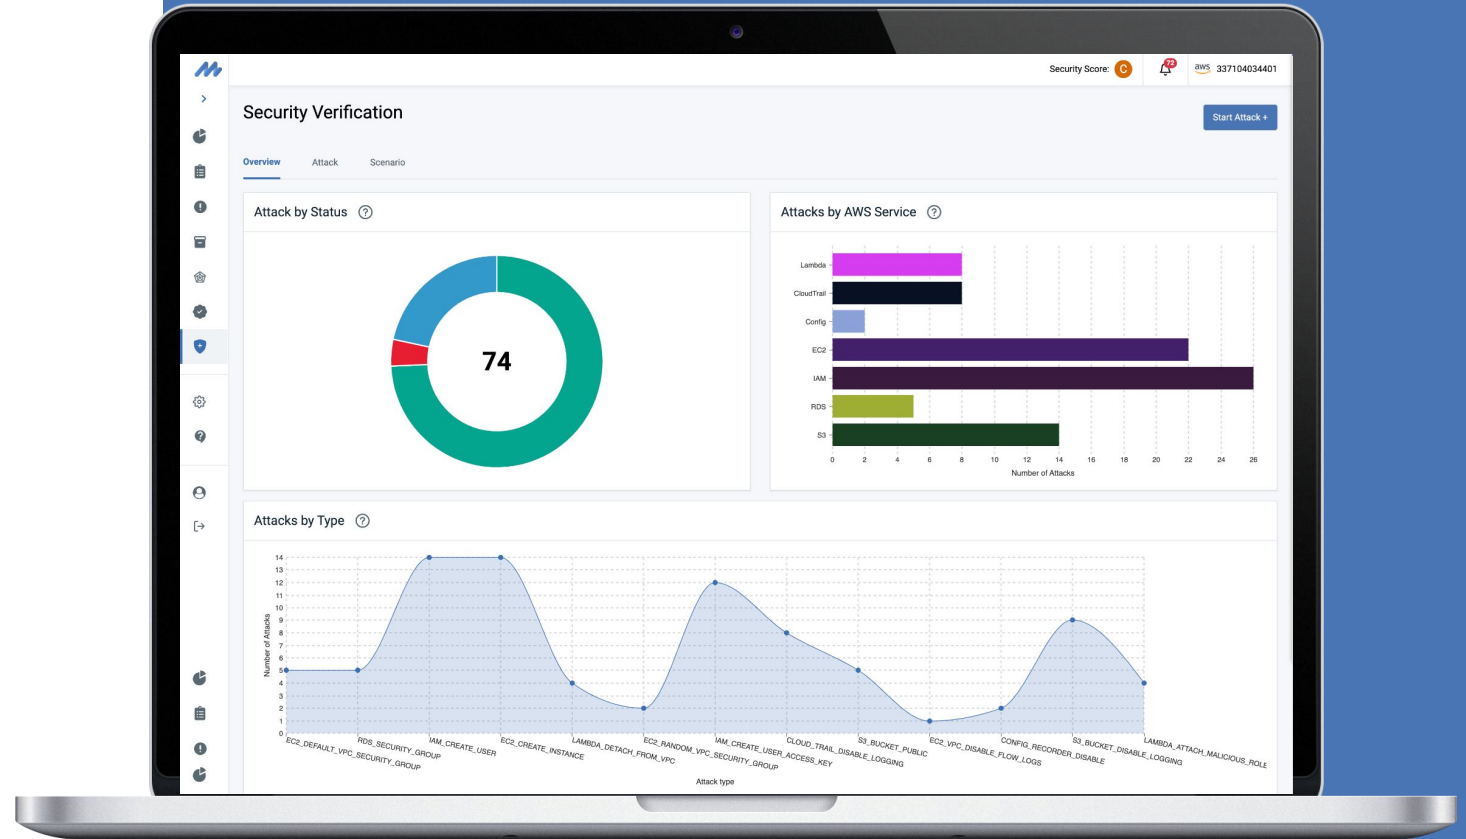 Security Score: C
72
aws 337104034401
Security Verification
Start Attack +
Overview Attack Scenario
Attack by Status ?
74
Attacks by AWS Service ?
Lambda
CloudTrail
Config
EC2
IAM
RDS
S3
0 2 4 6 8 10 12 14 16 18 20 22 24 26
Number of Attacks
Attacks by Type ?
14
13
12
11
10
9
8
7
6
5
4
3
2
1
0
Number of Attacks
EC2_DEFAULT_VPC_SECURITY_GROUP
RDS_SECURITY_GROUP
IAM_CREATE_USER
EC2_CREATE_INSTANCE
LAMBDA_DETACH_FROM_VPC
EC2_RANDOM_VPC_SECURITY_GROUP
IAM_CREATE_USER_ACCESS_KEY
CLOUD_TRAIL_DISABLE_LOGGING
S3_BUCKET_PUBLIC
EC2_VPC_DISABLE_FLOW_LOGS
CONFIG_RECORDER_DISABLE
S3_BUCKET_DISABLE_LOGGING
LAMBDA_ATTACH_MALICIOUS_ROLE
Attack type